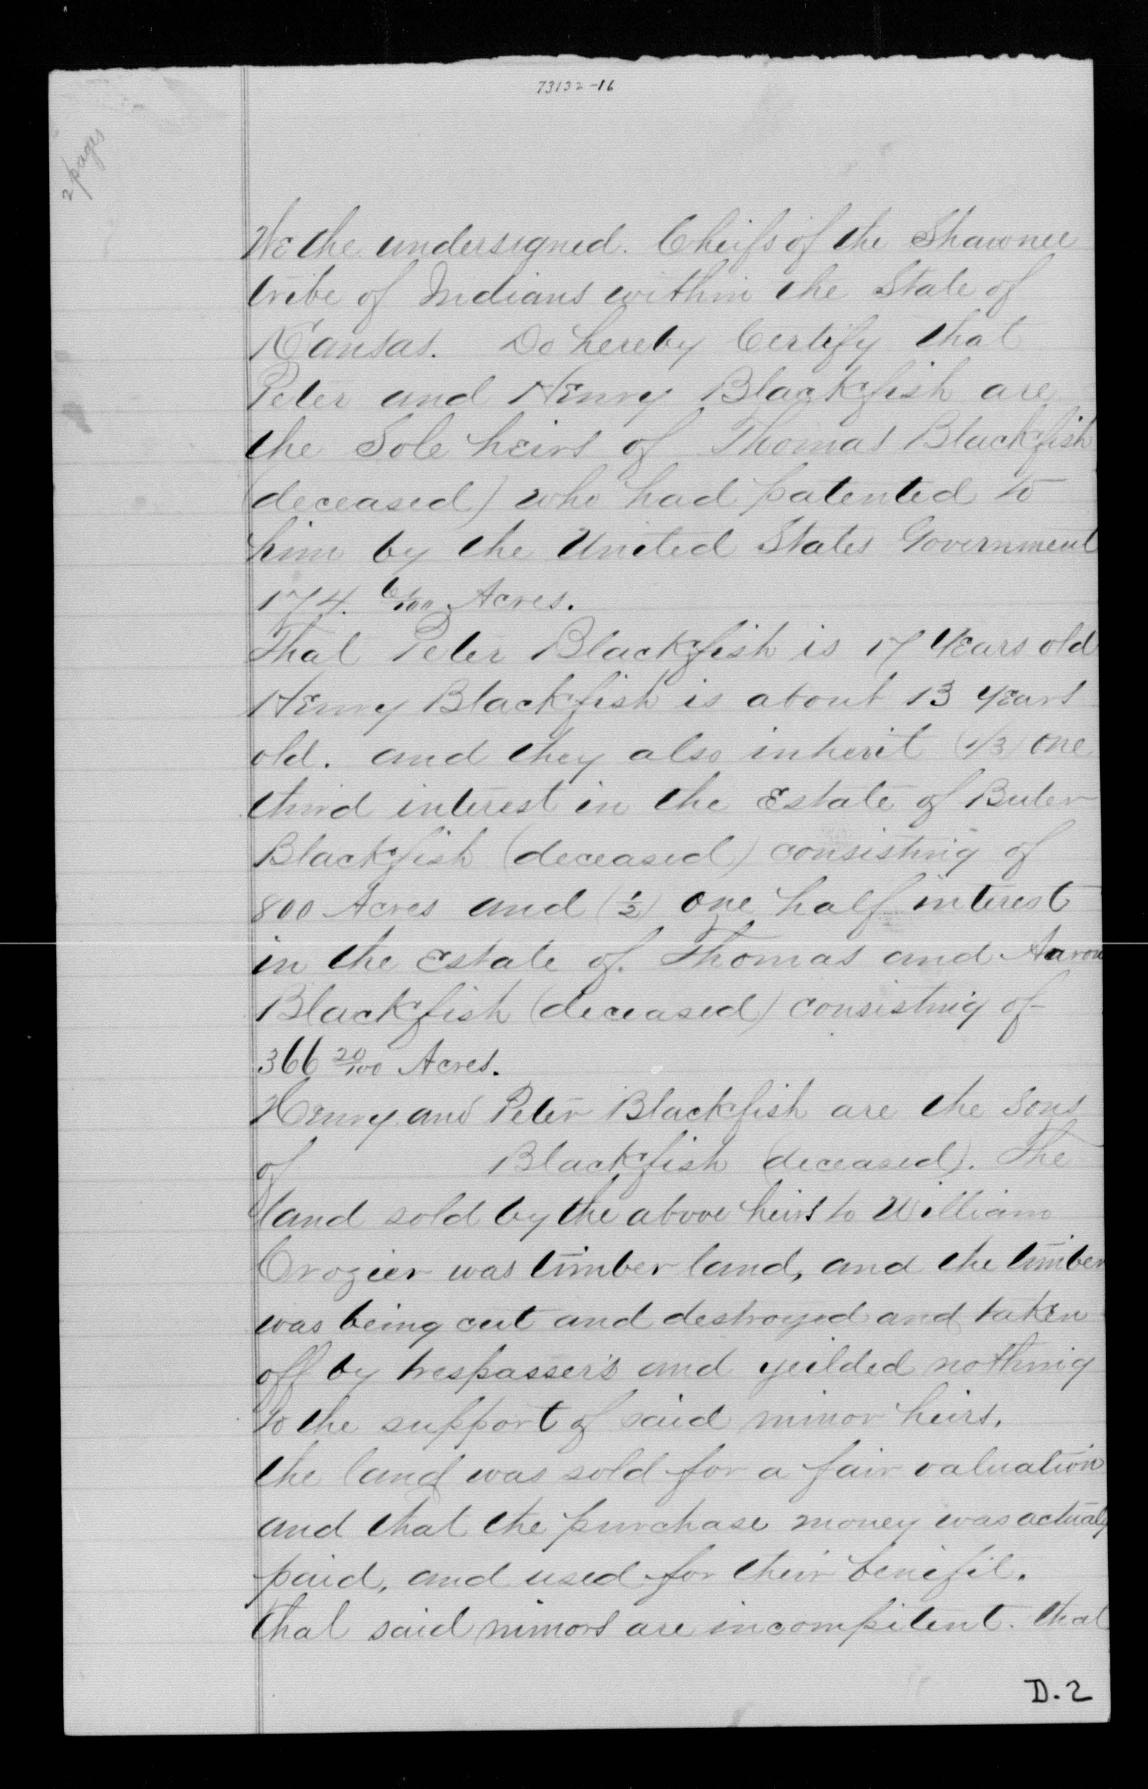 73132-16
2 pages
We the undersigned. Cheifs of the Shawnee
tribe of Indians within the State of
Kansas. Do hereby Certify that
Peter and Henry Blackfish are
the Sole heirs of Thomas Blackfish
(deceased) who had patented to
him by the United States Government
174. /100 Acres.
That Peter Blackfish is 17 Years old
Henry Blackfish is about 13 years
old. and they also inherit (1/3) one
third interest in the Estate of Buler
Blackfish (deceased) consisting of
800 Acres and (1/2) one half interest
in the Estate of. Thomas and Aaron
Blackfish (deceased) consisting of
366 20/100 Acres.
Henry and Peter Blackfish are the Sons
of Blackfish (deceased). The
land sold by the above heirs to William
Crozier was timber land, and the timber
was being cut and destroyed and taken
off by trespassers and yeilded nothing
to the support of said minor heirs.
the land was sold for a fair valuation
and that the purchase money was actualy
paid, and used for their benifit.
that said minors are incompitent. that
D.2